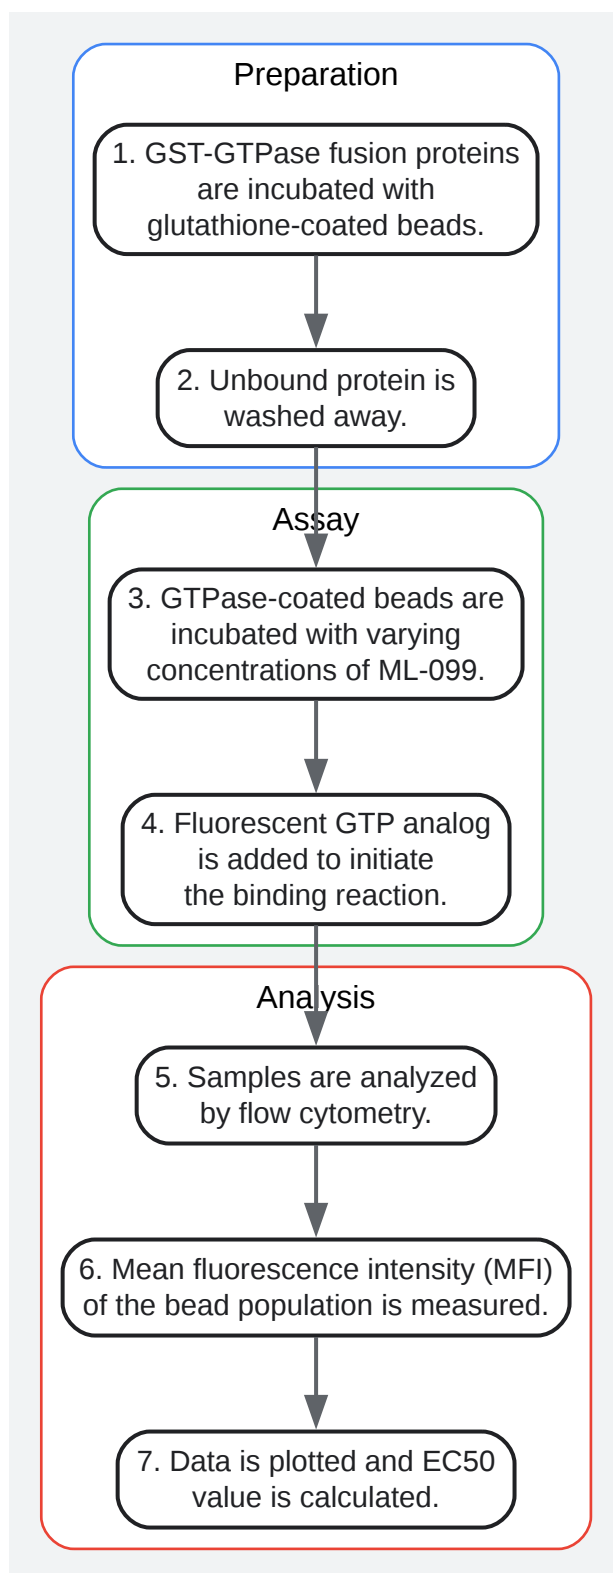 Preparation
1. GST-GTPase fusion proteins
are incubated with
glutathione-coated beads.
2. Unbound protein is
washed away.
Assay
3. GTPase-coated beads are
incubated with varying
concentrations of ML-099.
4. Fluorescent GTP analog
is added to initiate
the binding reaction.
Analysis
5. Samples are analyzed
by flow cytometry.
6. Mean fluorescence intensity (MFI)
of the bead population is measured.
7. Data is plotted and EC50
value is calculated.